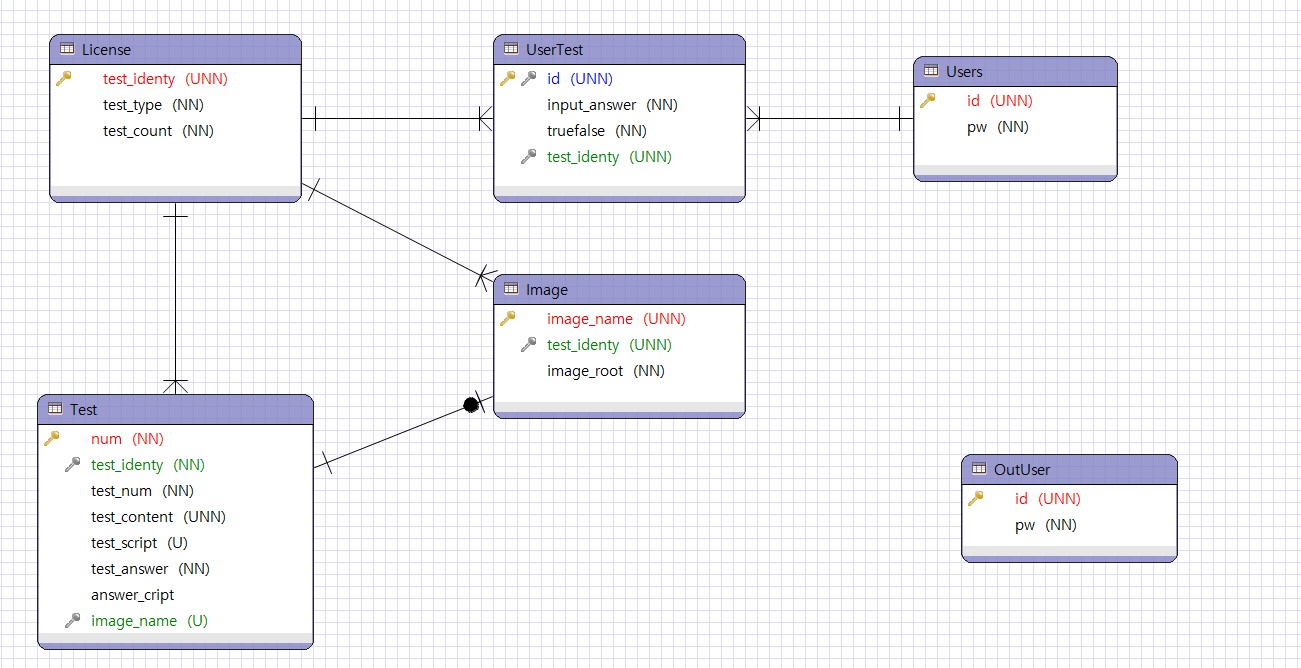 License
test_identy (UNN)
test_type (NN)
test_count (NN)
UserTest
id (UNN)
input_answer (NN)
truefalse (NN)
test_identy (UNN)
Users
id (UNN)
pw (NN)
Image
image_name (UNN)
test_identy (UNN)
image_root (NN)
Test
num (NN)
test_identy (NN)
test_num (NN)
test_content (UNN)
test_script (U)
test_answer (NN)
answer_cript
image_name (U)
OutUser
id (UNN)
pw (NN)